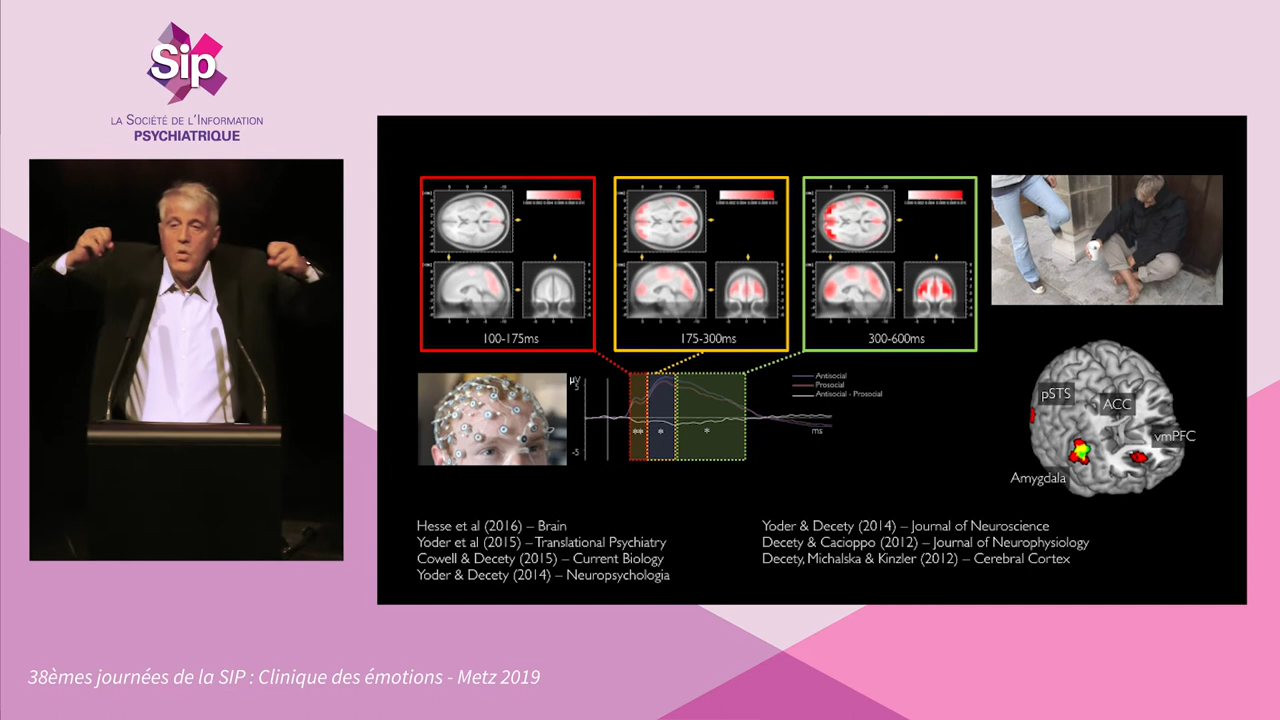 Sip
LA SOCIÉTÉ DE L'INFORMATION
PSYCHIATRIQUE
100-175ms
175-300ms
300-600ms
µV
5
-5
ms
Antisocial
Prosocial
Antisocial - Prosocial
** * *
pSTS
ACC
vmPFC
Amygdala
Hesse et al (2016) – Brain
Yoder et al (2015) – Translational Psychiatry
Cowell & Decety (2015) – Current Biology
Yoder & Decety (2014) – Neuropsychologia
Yoder & Decety (2014) – Journal of Neuroscience
Decety & Cacioppo (2012) – Journal of Neurophysiology
Decety, Michalska & Kinzler (2012) – Cerebral Cortex
38èmes journées de la SIP : Clinique des émotions - Metz 2019